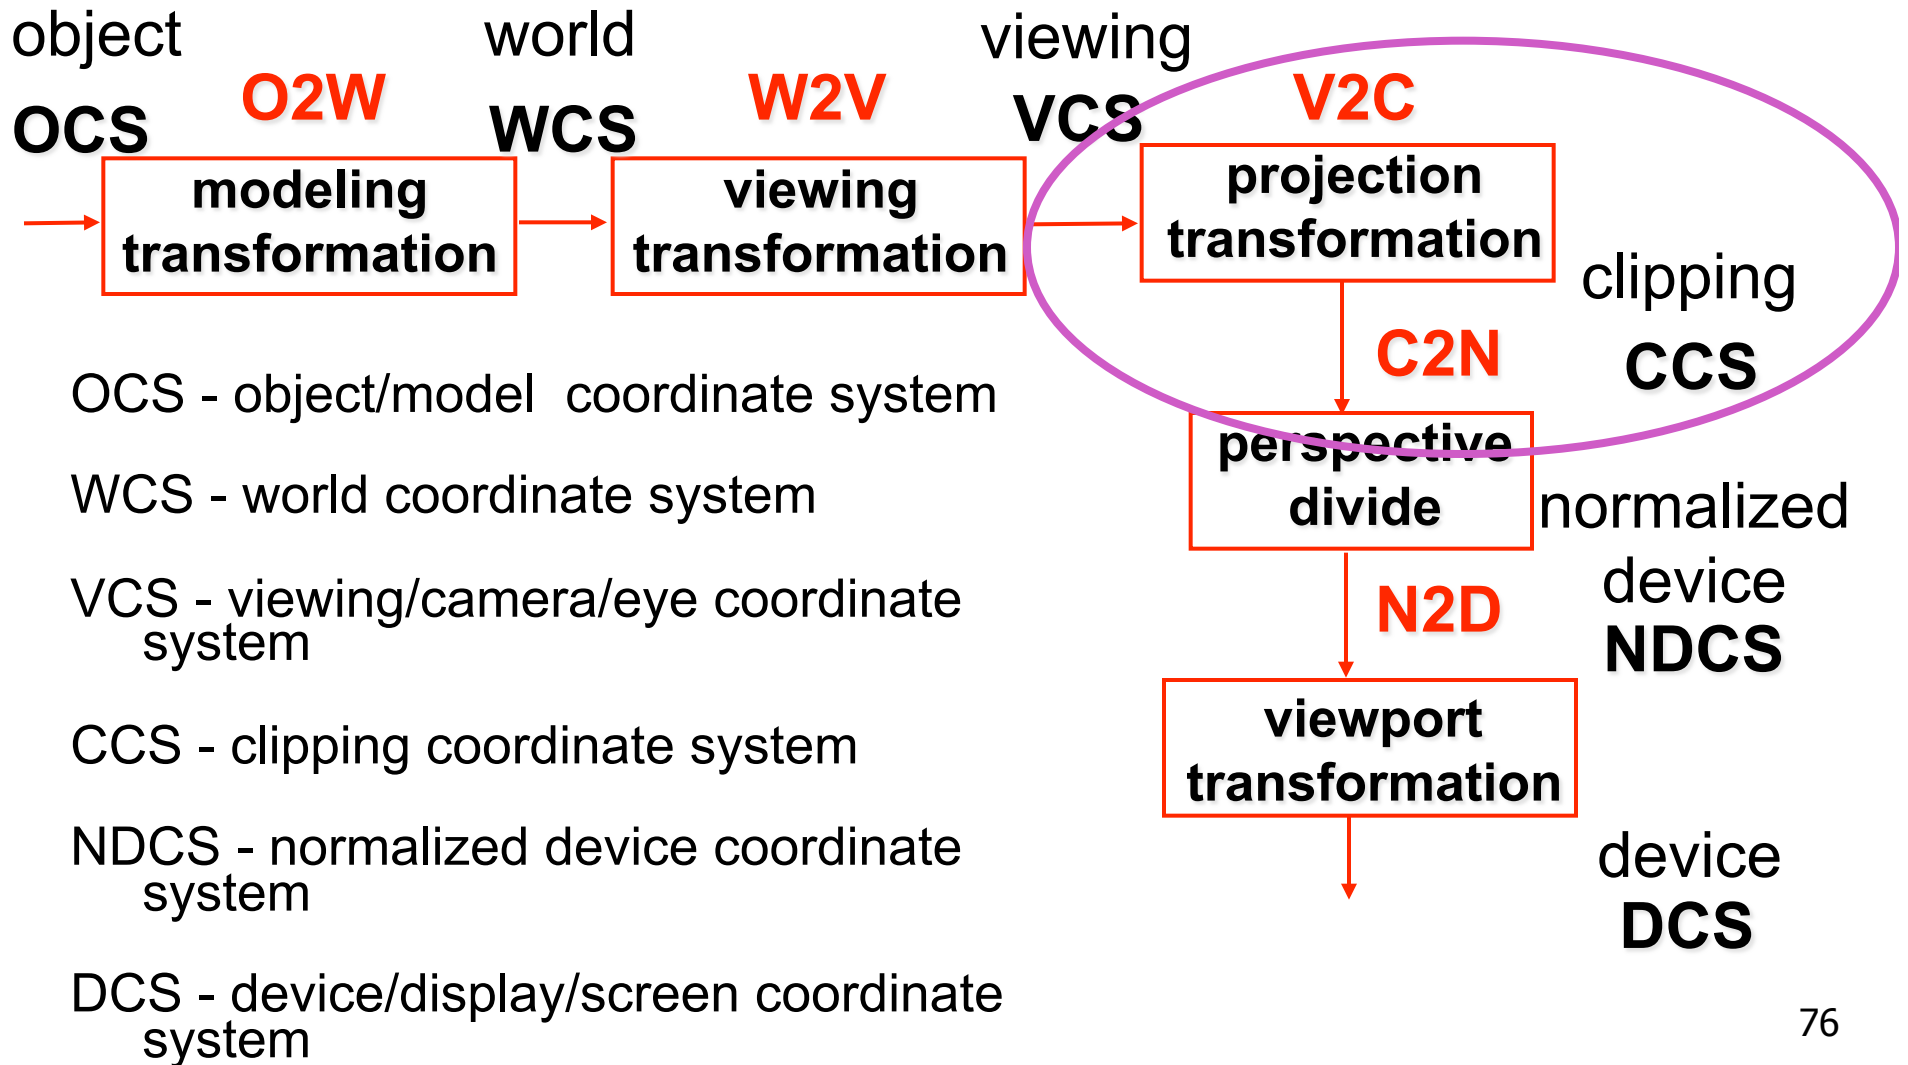 object
OCS
O2W
modeling
transformation
world
WCS
W2V
viewing
transformation
viewing
VCS
V2C
projection
transformation
clipping
CCS
C2N
perspective
divide
normalized
device
NDCS
N2D
viewport
transformation
device
DCS
OCS - object/model coordinate system
WCS - world coordinate system
VCS - viewing/camera/eye coordinate
system
CCS - clipping coordinate system
NDCS - normalized device coordinate
system
DCS - device/display/screen coordinate
system
76